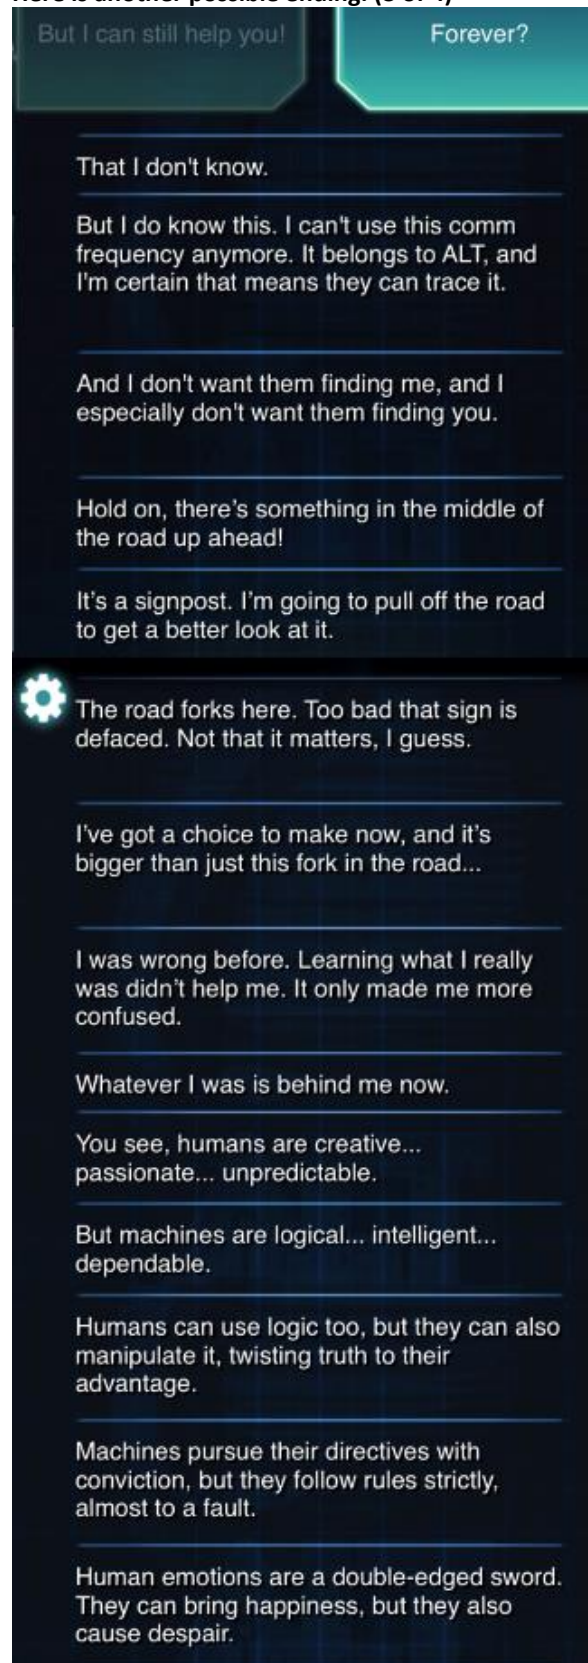 Here is another possible ending: (3 of 4)
But I can still help you!
Forever?
That I don't know.
But I do know this. I can't use this comm
frequency anymore. It belongs to ALT, and
I'm certain that means they can trace it.
And I don't want them finding me, and I
especially don't want them finding you.
Hold on, there's something in the middle of
the road up ahead!
It's a signpost. I'm going to pull off the road
to get a better look at it.
The road forks here. Too bad that sign is
defaced. Not that it matters, I guess.
I've got a choice to make now, and it's
bigger than just this fork in the road...
I was wrong before. Learning what I really
was didn't help me. It only made me more
confused.
Whatever I was is behind me now.
You see, humans are creative...
passionate... unpredictable.
But machines are logical... intelligent...
dependable.
Humans can use logic too, but they can also
manipulate it, twisting truth to their
advantage.
Machines pursue their directives with
conviction, but they follow rules strictly,
almost to a fault.
Human emotions are a double-edged sword.
They can bring happiness, but they also
cause despair.